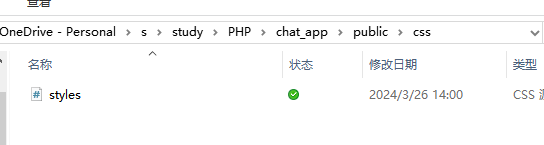 查看
OneDrive - Personal > s > study > PHP > chat_app > public > css
名称 状态 修改日期 类型
# styles 2024/3/26 14:00 CSS